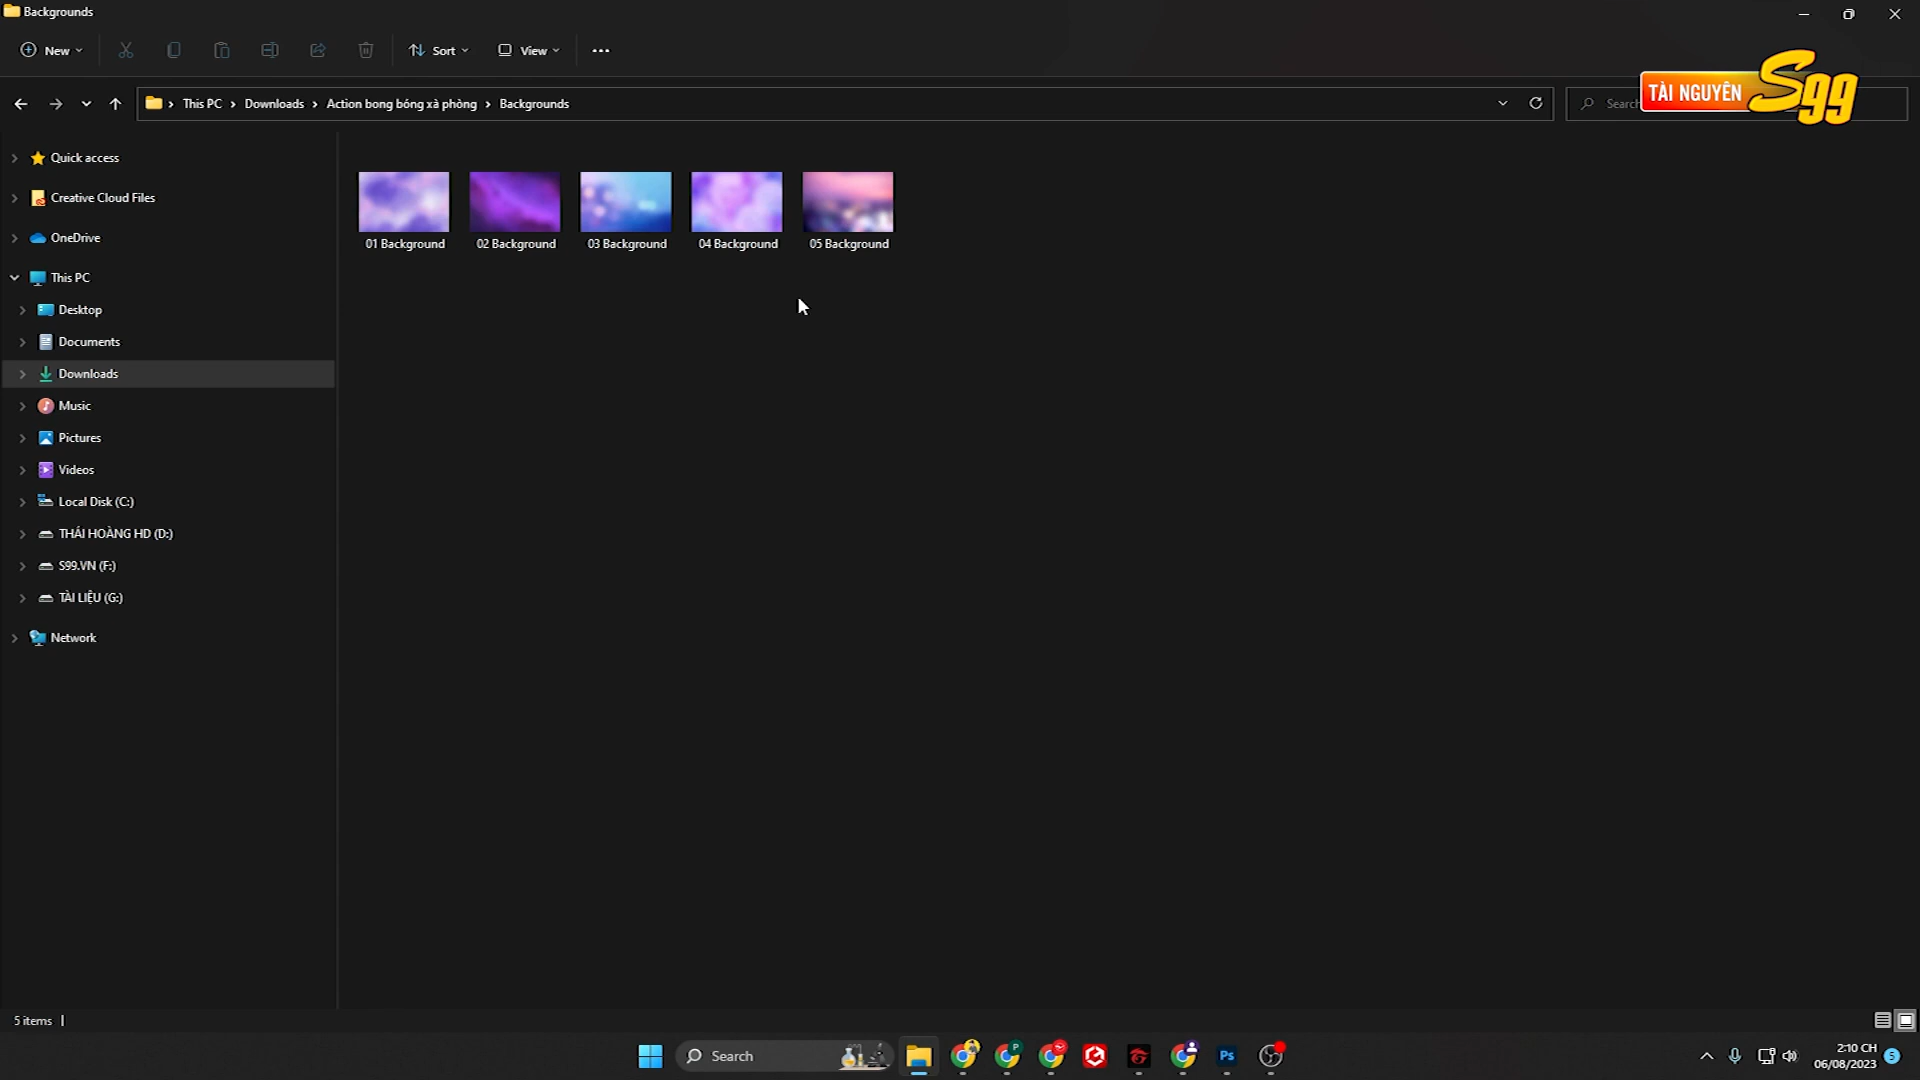 Backgrounds
New
Sort
View
This PC
Downloads
Action bong bóng xà phòng
Backgrounds
Search
TÀI NGUYÊN S99
Quick access
Creative Cloud Files
OneDrive
This PC
Desktop
Documents
Downloads
Music
Pictures
Videos
Local Disk (C:)
THÁI HOÀNG HD (D:)
S99.VN (F:)
TÀI LIỆU (G:)
Network
01 Background
02 Background
03 Background
04 Background
05 Background
5 items
Search
P
Ps
2:10 CH
06/08/2023
5